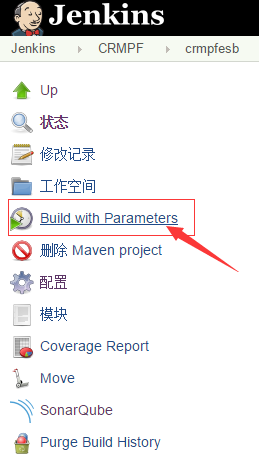 Jenkins
Jenkins CRMPF crmpfesb
Up
状态
修改记录
工作空间
Build with Parameters
删除 Maven project
配置
模块
Coverage Report
Move
SonarQube
Purge Build History